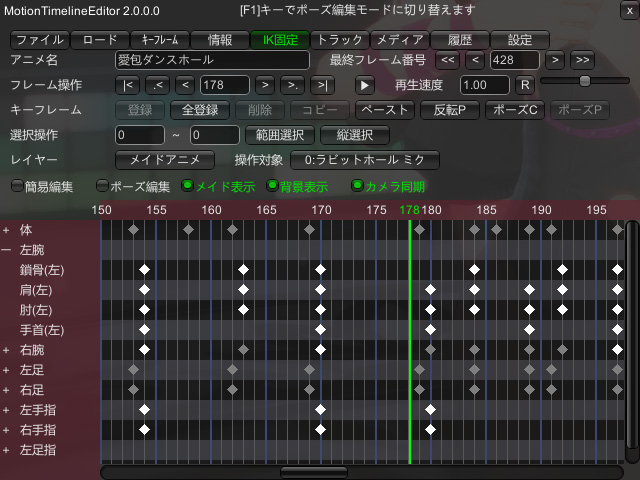 MotionTimelineEditor 2.0.0.0 [F1]キーでポーズ編集モードに切り替えます x
ファイル ロード キーフレーム 情報 IK固定 トラック メディア 履歴 設定
アニメ名 愛包ダンスホール 最終フレーム番号 << < 428 > >>
フレーム操作 |< .< < 178 > >. >| ▶ 再生速度 1.00 R
キーフレーム 登録 全登録 削除 コピー ペースト 反転P ポーズC ポーズP
選択操作 0 ~ 0 範囲選択 縦選択
レイヤー メイドアニメ 操作対象 0:ラビットホール ミク
簡易編集 ポーズ編集 メイド表示 背景表示 カメラ同期
150 155 160 165 170 175 178 180 185 190 195
+ 体
− 左腕
鎖骨(左)
肩(左)
肘(左)
手首(左)
+ 右腕
+ 左足
+ 右足
+ 左手指
+ 右手指
+ 左足指